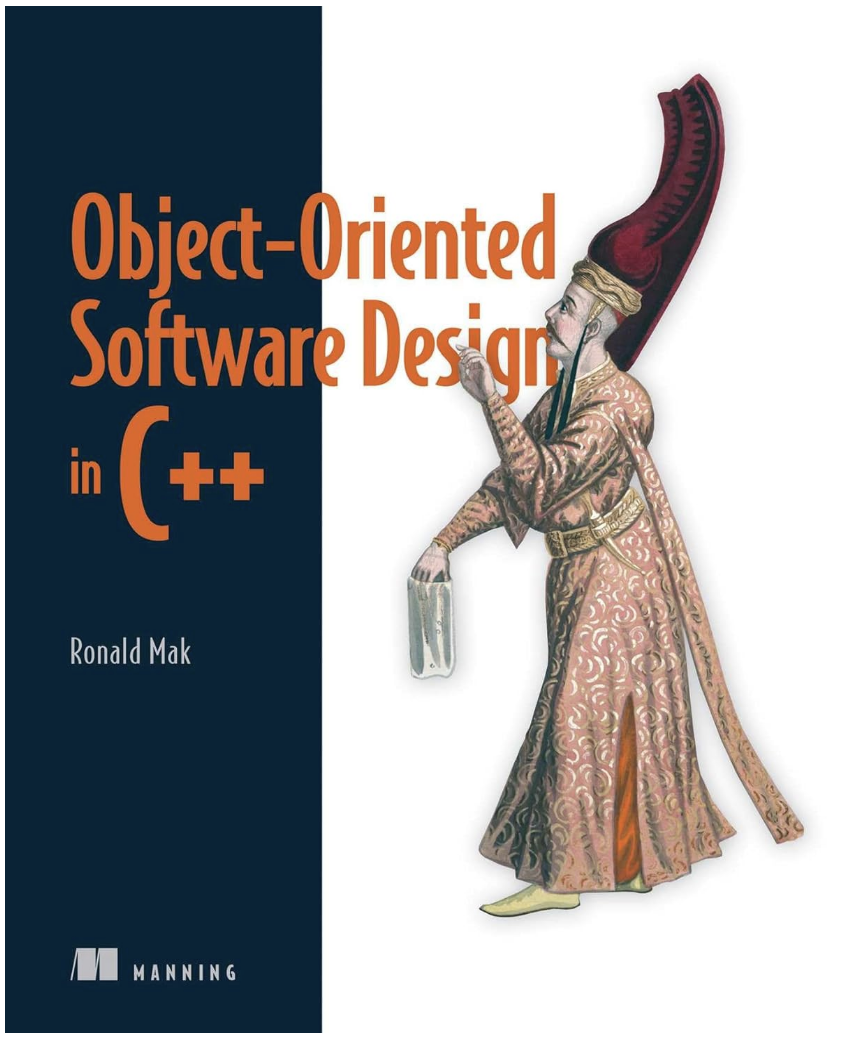 Object-Oriented
Software Design
in C++
Ronald Mak
MANNING